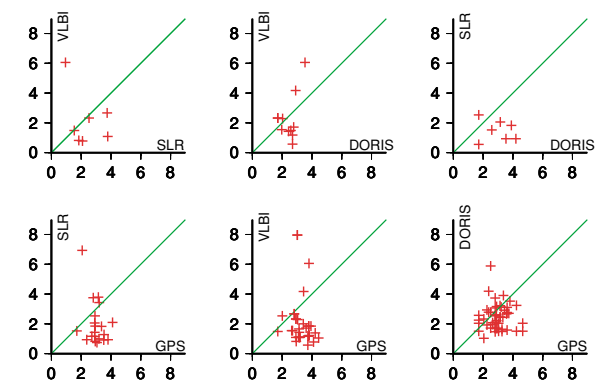 VLBI VLBI SLR
8 8 8
6 6 6
4 4 4
2 2 2
0 SLR 0 DORIS 0 DORIS
0 2 4 6 8 0 2 4 6 8 0 2 4 6 8
SLR VLBI DORIS
8 8 8
6 6 6
4 4 4
2 2 2
0 GPS 0 GPS 0 GPS
0 2 4 6 8 0 2 4 6 8 0 2 4 6 8